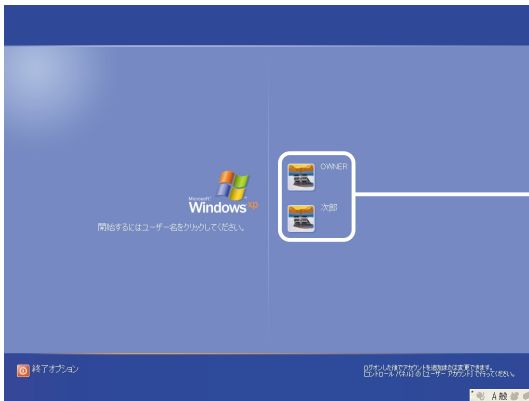 OWNER
次郎
Microsoft
Windows xp
開始するにはユーザー名をクリックしてください。
終了オプション
ログオンした後でアカウントを追加または変更できます。
[コントロール パネル] の [ユーザー アカウント] で行ってください。
A 般